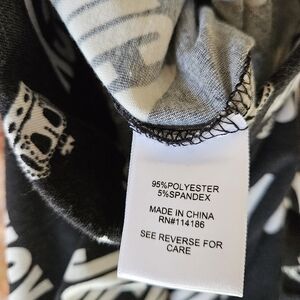 95%POLYESTER
5%SPANDEX
MADE IN CHINA
RN#114186
SEE REVERSE FOR
CARE